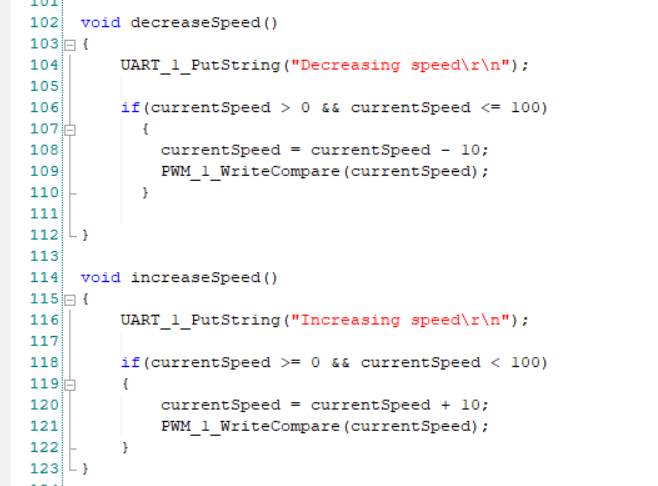 101
102 void decreaseSpeed()
103 {
104 UART_1_PutString("Decreasing speed\r\n");
105
106 if(currentSpeed > 0 && currentSpeed <= 100)
107 {
108 currentSpeed = currentSpeed - 10;
109 PWM_1_WriteCompare(currentSpeed);
110 }
111
112 }
113
114 void increaseSpeed()
115 {
116 UART_1_PutString("Increasing speed\r\n");
117
118 if(currentSpeed >= 0 && currentSpeed < 100)
119 {
120 currentSpeed = currentSpeed + 10;
121 PWM_1_WriteCompare(currentSpeed);
122 }
123 }